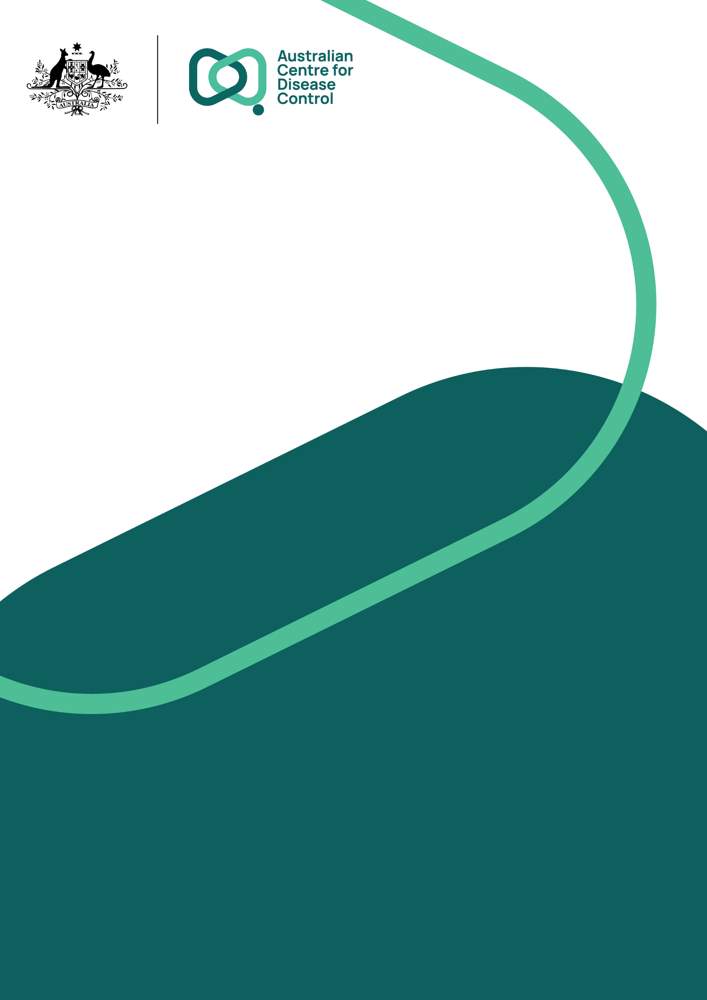 AUSTRALIA
Australian
Centre for
Disease
Control